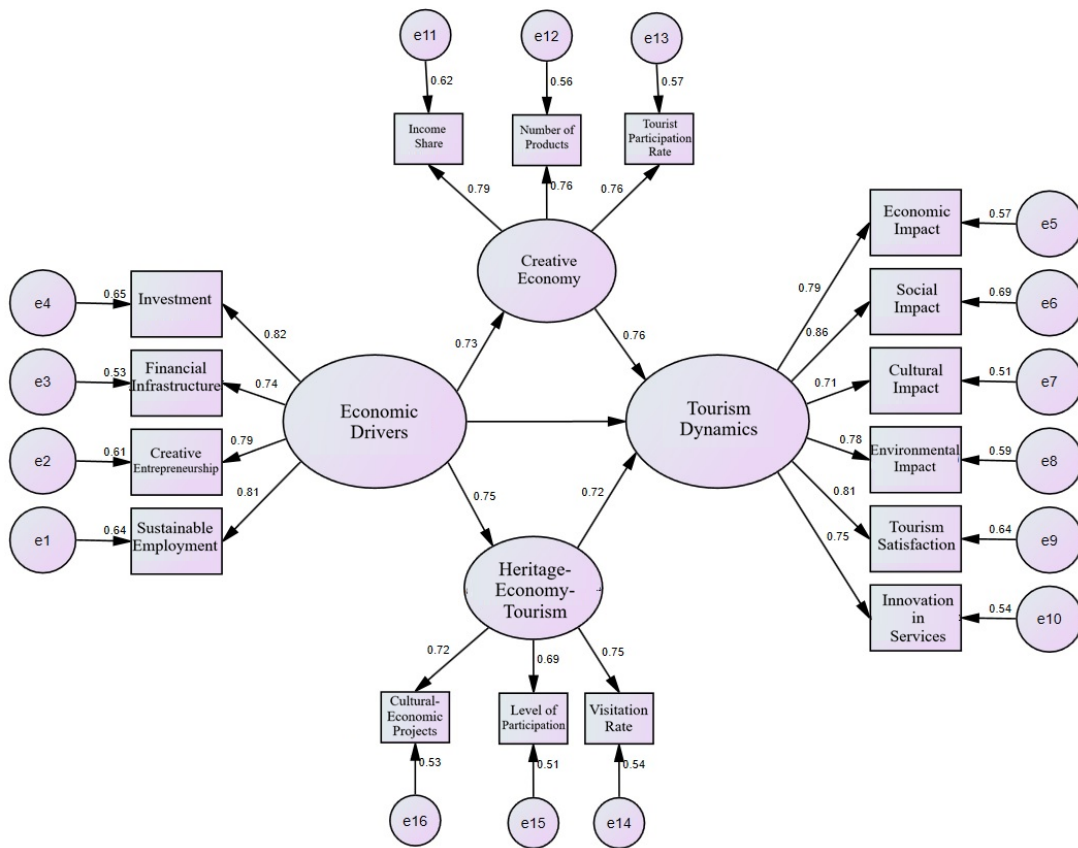 e11
e12
e13
0.62
0.56
0.57
Income
Share
Number of
Products
Tourist
Participation
Rate
0.79
0.76
0.76
Creative
Economy
e4
0.65
Investment
0.82
e3
0.53
Financial
Infrastructure
0.74
e2
0.61
Creative
Entrepreneurship
0.79
e1
0.64
Sustainable
Employment
0.81
Economic
Drivers
0.73
0.76
0.75
0.72
Tourism
Dynamics
0.79
Economic
Impact
0.57
e5
0.86
Social
Impact
0.69
e6
0.71
Cultural
Impact
0.51
e7
0.78
Environmental
Impact
0.59
e8
0.81
Tourism
Satisfaction
0.64
e9
0.75
Innovation
in
Services
0.54
e10
Heritage-
Economy-
Tourism
0.72
0.69
0.75
Cultural-
Economic
Projects
Level of
Participation
Visitation
Rate
0.53
0.51
0.54
e16
e15
e14